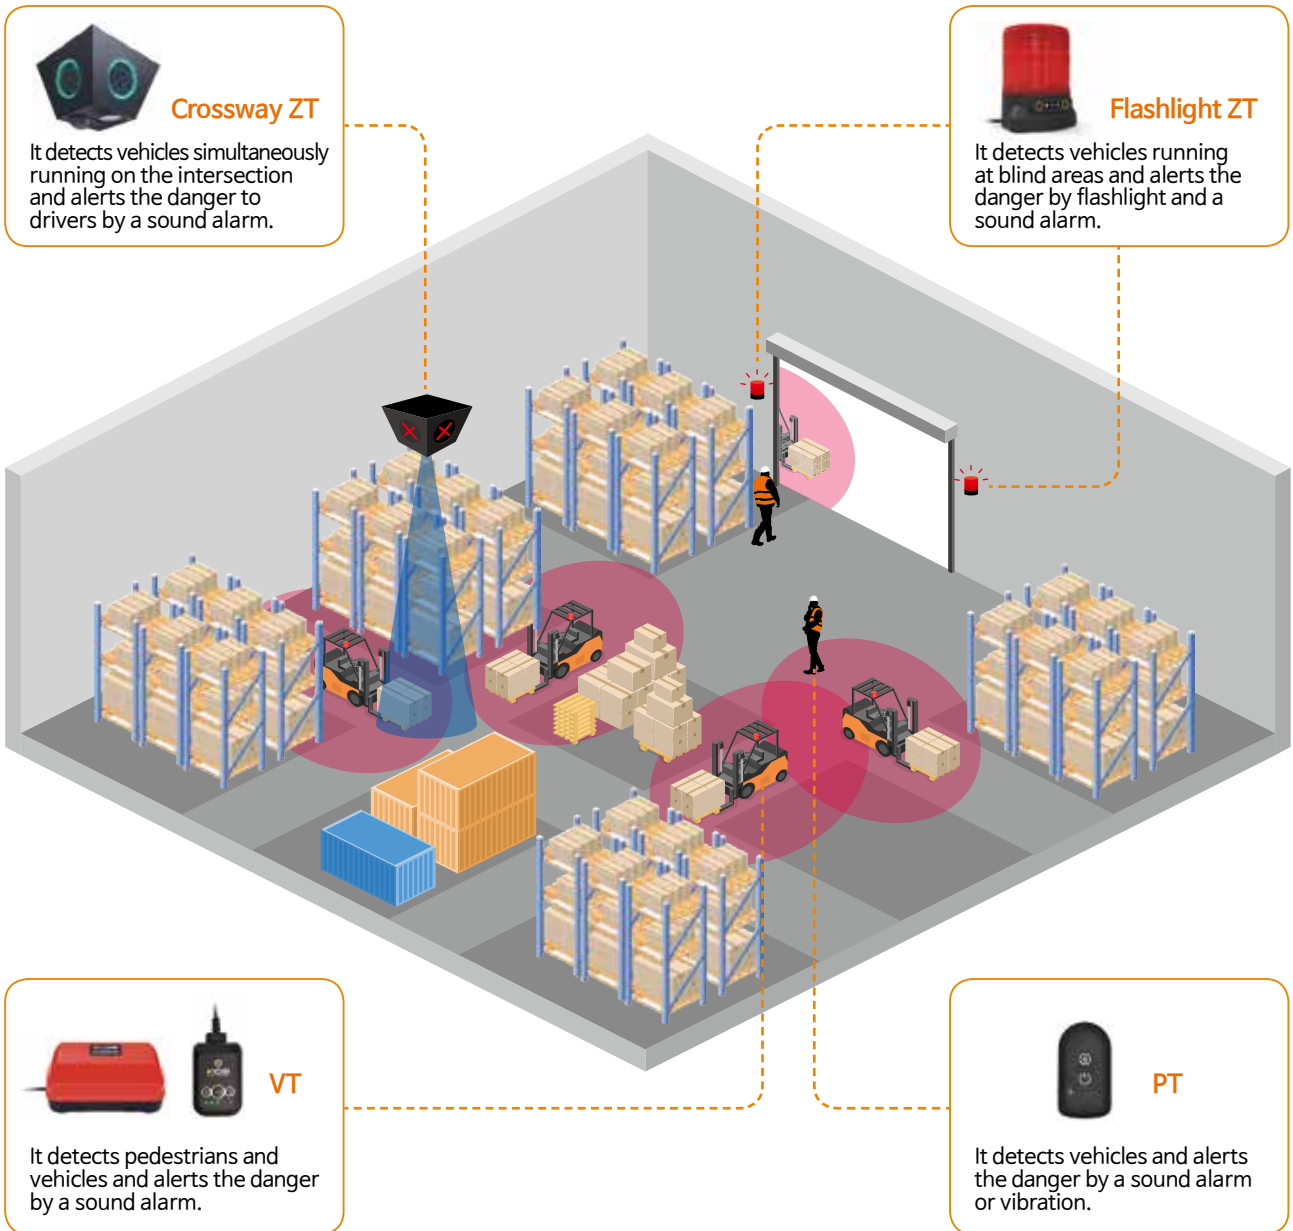 Crossway ZT
It detects vehicles simultaneously
running on the intersection
and alerts the danger to
drivers by a sound alarm.
Flashlight ZT
It detects vehicles running
at blind areas and alerts the
danger by flashlight and a
sound alarm.
VT
It detects pedestrians and
vehicles and alerts the danger
by a sound alarm.
PT
It detects vehicles and alerts
the danger by a sound alarm
or vibration.